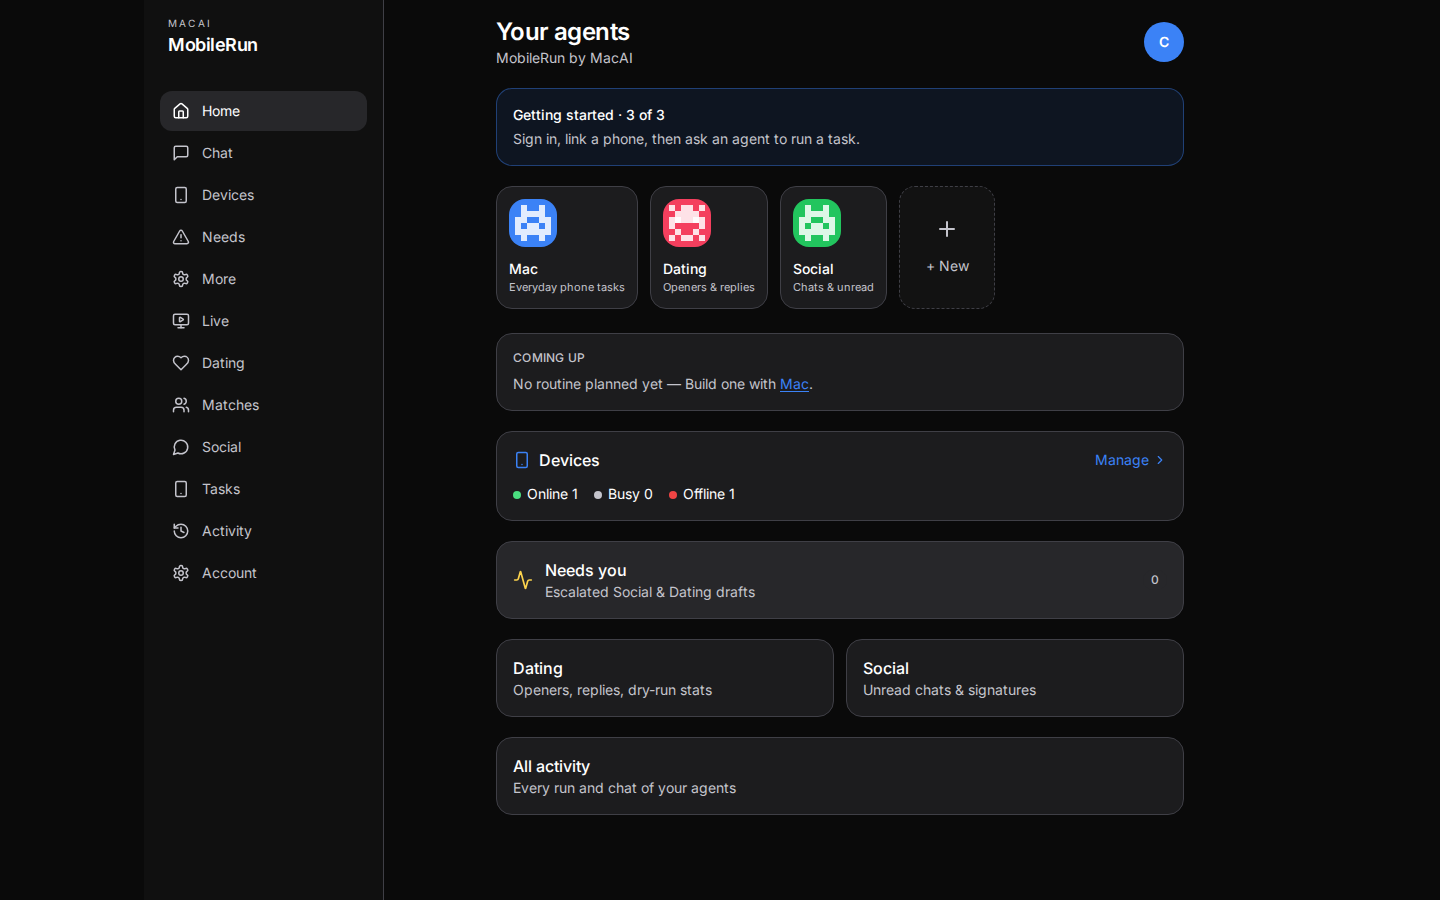 MACAI
MobileRun
Home
Chat
Devices
Needs
More
Live
Dating
Matches
Social
Tasks
Activity
Account
Your agents
MobileRun by MacAI
C
Getting started · 3 of 3
Sign in, link a phone, then ask an agent to run a task.
Mac
Everyday phone tasks
Dating
Openers & replies
Social
Chats & unread
+ New
COMING UP
No routine planned yet — Build one with Mac.
Devices
Manage
Online 1 Busy 0 Offline 1
Needs you
Escalated Social & Dating drafts
0
Dating
Openers, replies, dry-run stats
Social
Unread chats & signatures
All activity
Every run and chat of your agents